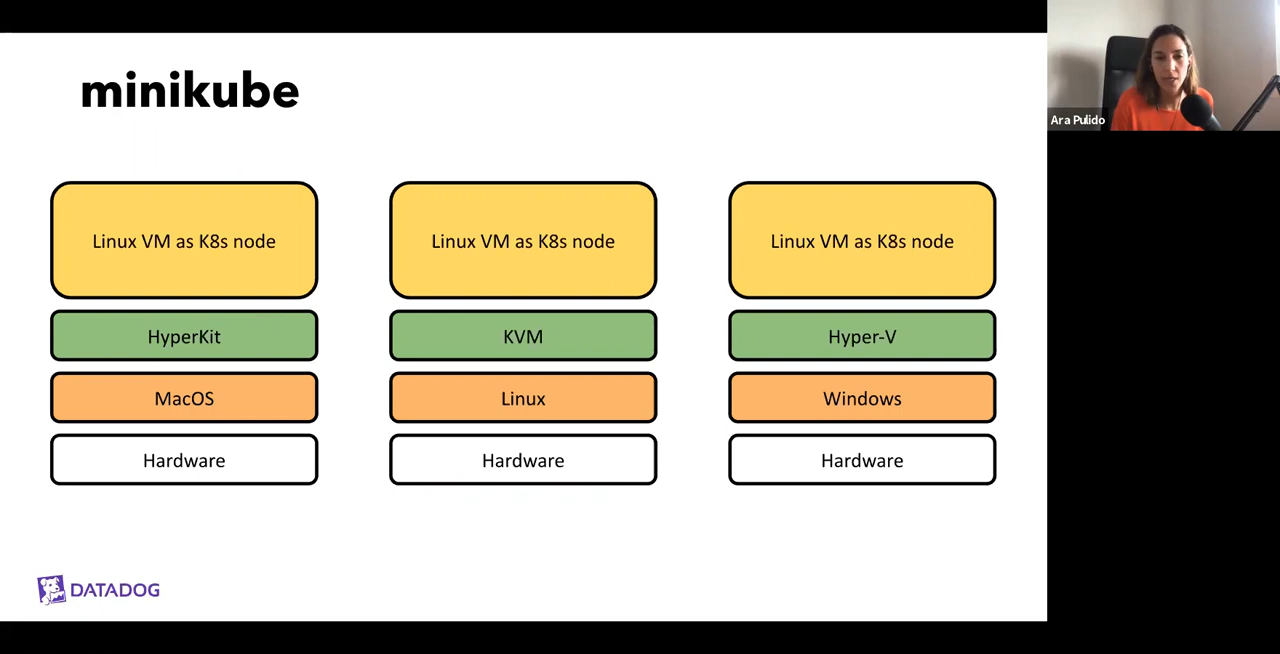 minikube
Ara Pulido
Linux VM as K8s node
Linux VM as K8s node
Linux VM as K8s node
HyperKit
KVM
Hyper-V
MacOS
Linux
Windows
Hardware
Hardware
Hardware
DATADOG